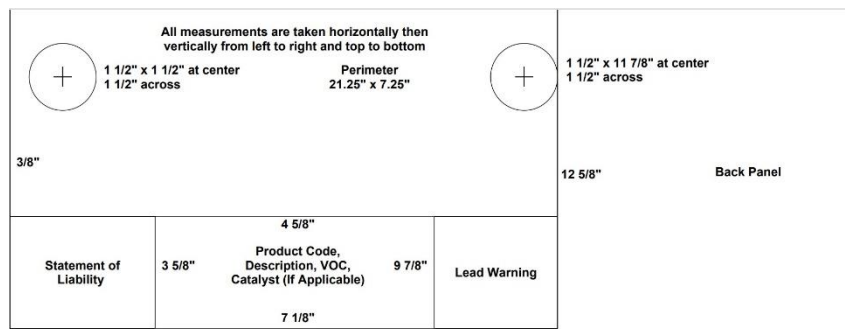 All measurements are taken horizontally then
vertically from left to right and top to bottom
1 1/2" x 1 1/2" at center
1 1/2" across
Perimeter
21.25" x 7.25"
1 1/2" x 11 7/8" at center
1 1/2" across
3/8"
12 5/8"
Back Panel
4 5/8"
Statement of
Liability
3 5/8"
Product Code,
Description, VOC,
Catalyst (If Applicable)
9 7/8"
Lead Warning
7 1/8"